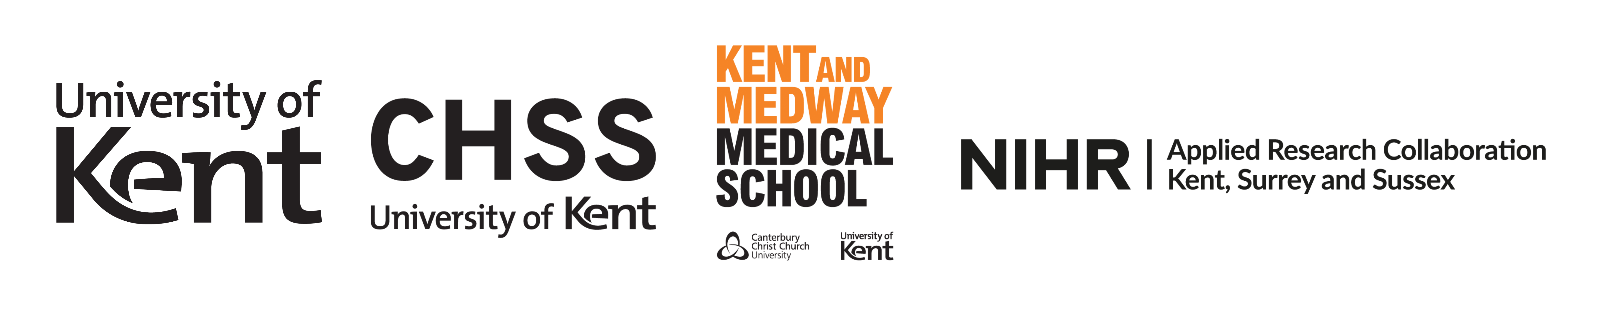 University of
Kent
CHSS
University of Kent
KENT AND
MEDWAY
MEDICAL
SCHOOL
Canterbury
Christ Church
University
University of
Kent
NIHR | Applied Research Collaboration
Kent, Surrey and Sussex